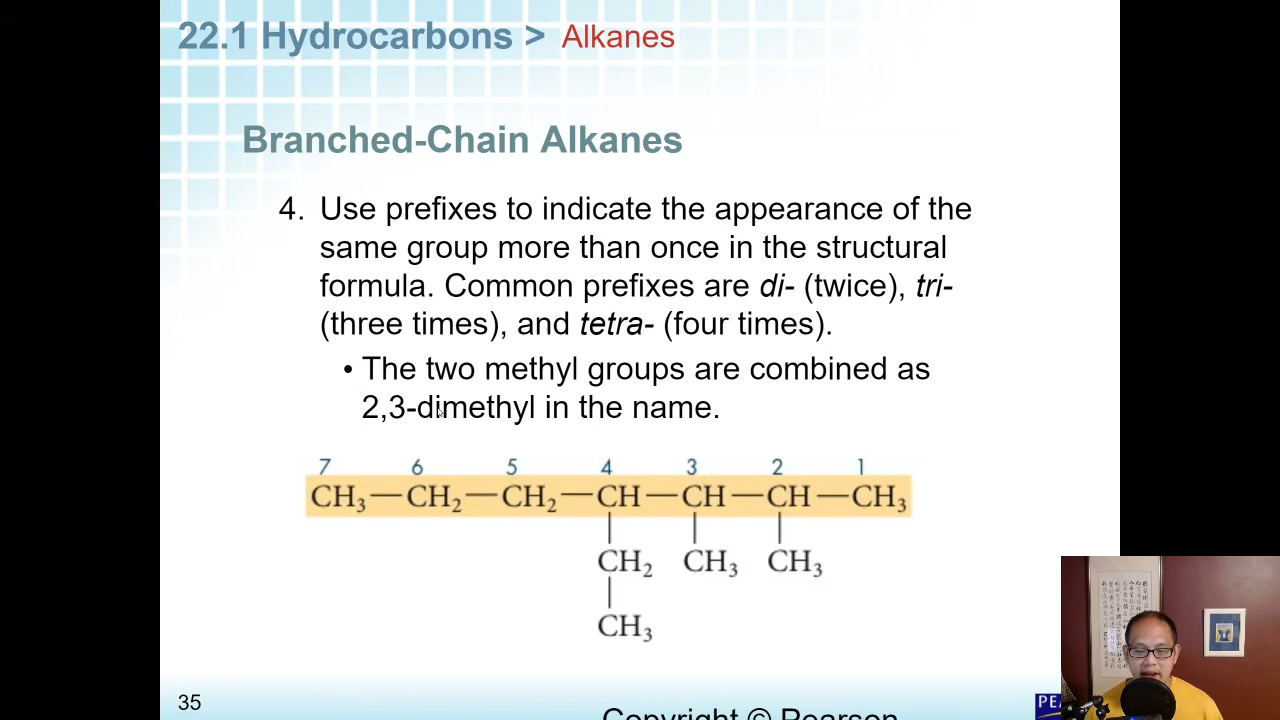 22.1 Hydrocarbons > Alkanes
Branched-Chain Alkanes
4. Use prefixes to indicate the appearance of the
same group more than once in the structural
formula. Common prefixes are di- (twice), tri-
(three times), and tetra- (four times).
• The two methyl groups are combined as
2,3-dimethyl in the name.
7 6 5 4 3 2 1
CH₃—CH₂—CH₂—CH—CH—CH—CH₃
CH₂ CH₃ CH₃
CH₃
35
Copyright © Pearson
PE